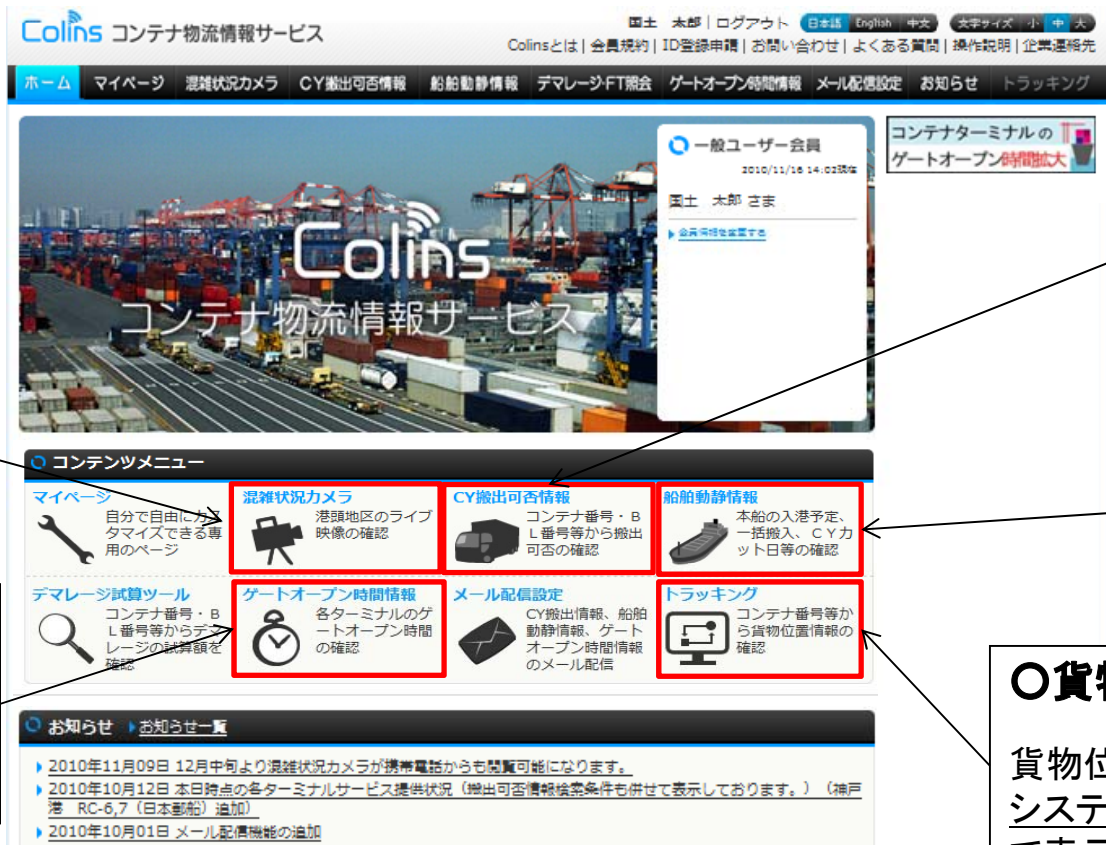 Colins コンテナ物流情報サービス
国土 太郎 | ログアウト 日本語 English 中文 文字サイズ 小 中 大
Colinsとは | 会員規約 | ID登録申請 | お問い合わせ | よくある質問 | 操作説明 | 企業連絡先
ホーム マイページ 混雑状況カメラ CY搬出可否情報 船舶動静情報 デマレージ・FT照会 ゲートオープン時間情報 メール配信設定 お知らせ トラッキング
Colins
コンテナ物流情報サービス
一般ユーザー会員
2010/11/16 14:03現在
国土 太郎 さま
会員情報を変更する
コンテナターミナルの
ゲートオープン時間拡大
コンテンツメニュー
マイページ
自分で自由にカス
タマイズできる専
用のページ
混雑状況カメラ
港頭地区のライブ
映像の確認
CY搬出可否情報
コンテナ番号・B
L番号等から搬出
可否の確認
船舶動静情報
本船の入港予定、
一括搬入、CYカ
ット日等の確認
デマレージ試算ツール
コンテナ番号・B
L番号等からデマ
レージの試算額を
確認
ゲートオープン時間情報
各ターミナルのゲ
ートオープン時間
の確認
メール配信設定
CY搬出情報、船舶
動静情報、ゲート
オープン時間情報
のメール配信
トラッキング
コンテナ番号等か
ら貨物位置情報の
確認
お知らせ お知らせ一覧
2010年11月09日 12月中旬より混雑状況カメラが携帯電話からも閲覧可能になります。
2010年10月12日 本日時点の各ターミナルサービス提供状況（搬出可否情報検索条件も併せて表示しております。）（神戸
港 RC-6,7（日本郵船）追加）
2010年10月01日 メール配信機能の追加
〇貨
貨物位
システ